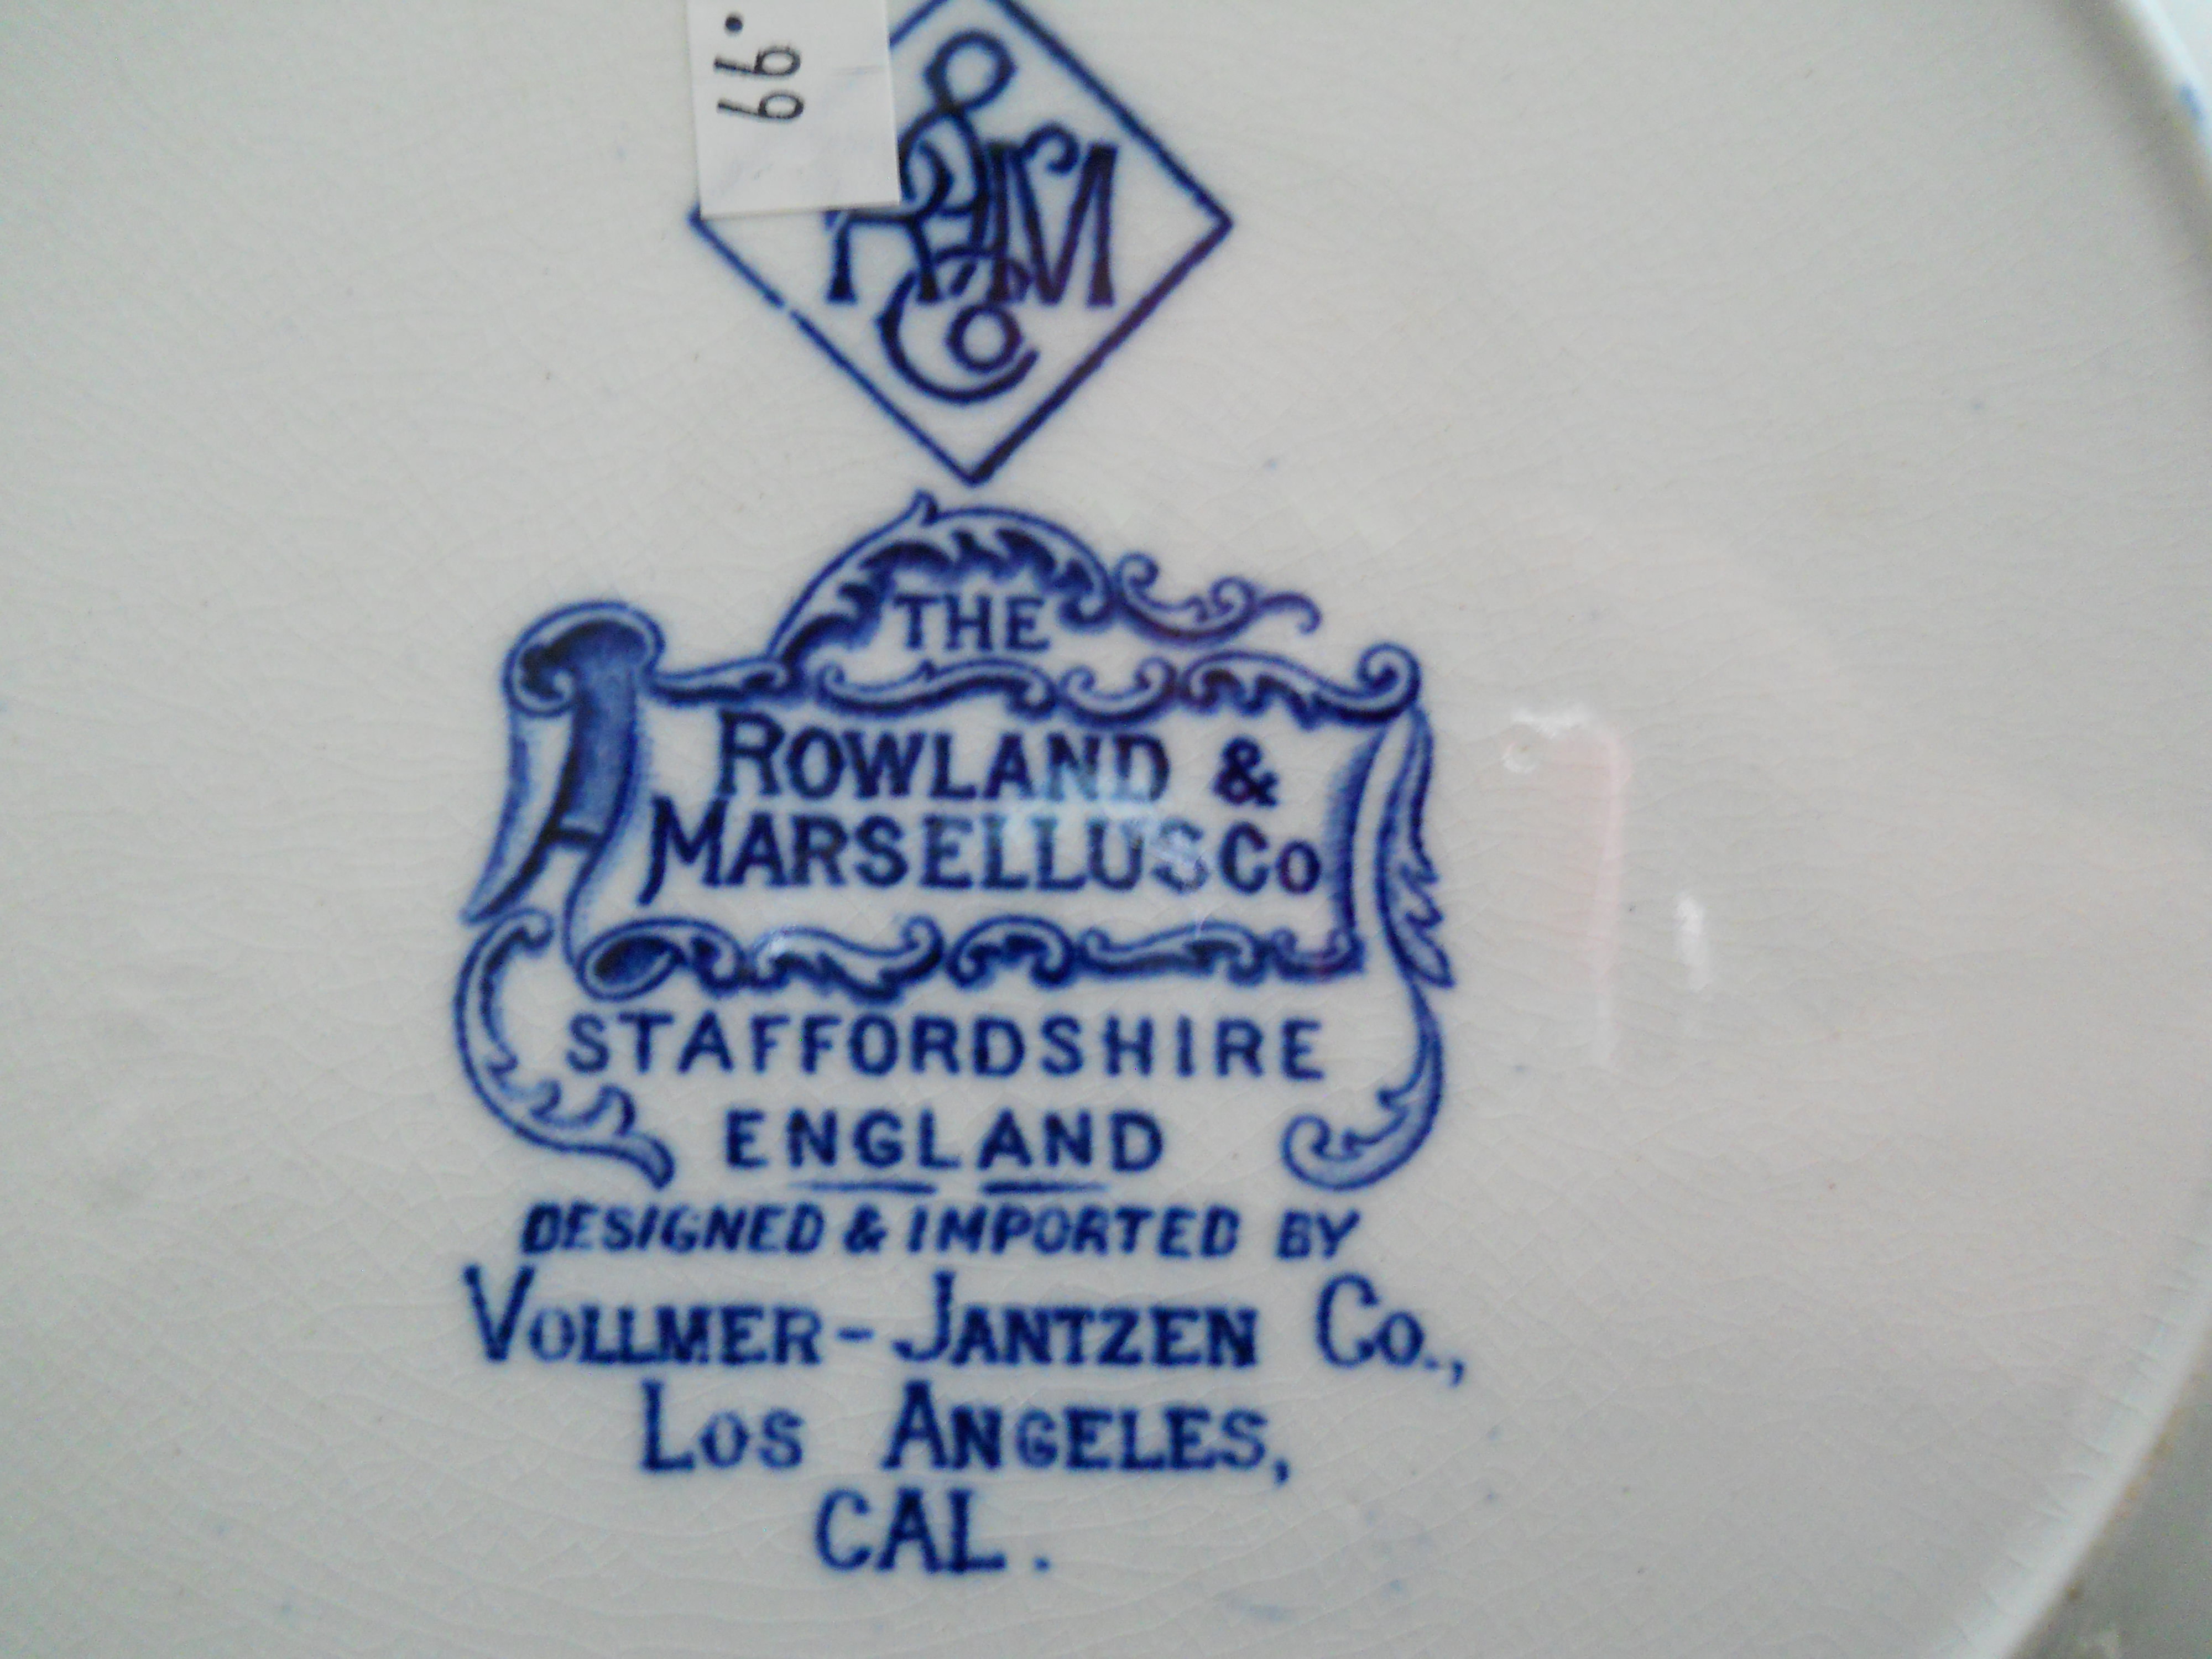 .99
R & M
Co
THE
ROWLAND &
MARSELLUS Co
STAFFORDSHIRE
ENGLAND
DESIGNED & IMPORTED BY
VOLLMER-JANTZEN Co.,
LOS ANGELES,
CAL.